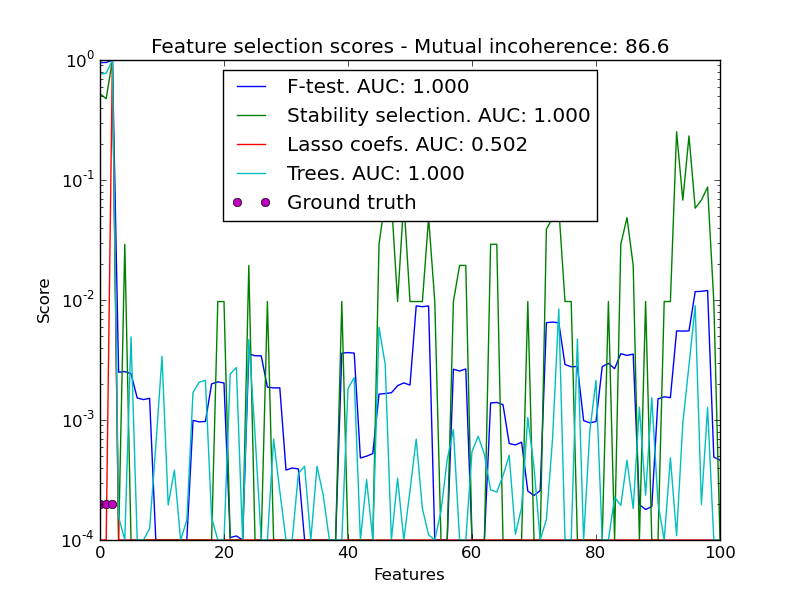 Feature selection scores - Mutual incoherence: 86.6
10^0
10^-1
10^-2
10^-3
10^-4
Score
F-test. AUC: 1.000
Stability selection. AUC: 1.000
Lasso coefs. AUC: 0.502
Trees. AUC: 1.000
Ground truth
0 20 40 60 80 100
Features